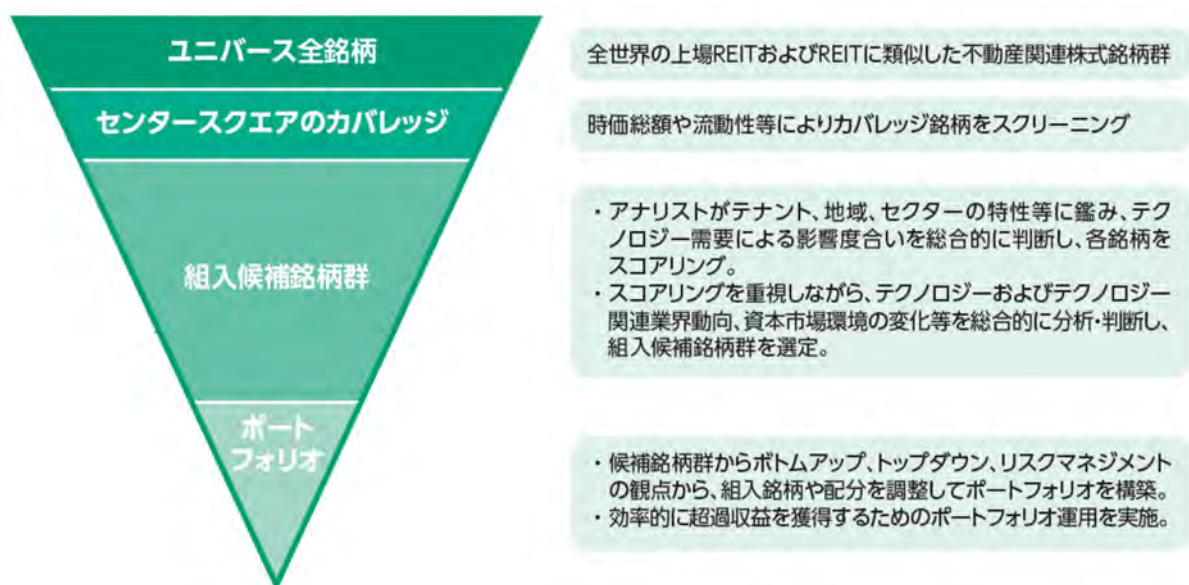 ユニバース全銘柄
全世界の上場REITおよびREITに類似した不動産関連株式銘柄群
センタースクエアのカバレッジ
時価総額や流動性等によりカバレッジ銘柄をスクリーニング
組入候補銘柄群
・アナリストがテナント、地域、セクターの特性等に鑑み、テク
ノロジー需要による影響度合いを総合的に判断し、各銘柄を
スコアリング。
・スコアリングを重視しながら、テクノロジーおよびテクノロジー
関連業界動向、資本市場環境の変化等を総合的に分析・判断し、
組入候補銘柄群を選定。
ポート
フォリオ
・候補銘柄群からボトムアップ、トップダウン、リスクマネジメント
の観点から、組入銘柄や配分を調整してポートフォリオを構築。
・効率的に超過収益を獲得するためのポートフォリオ運用を実施。